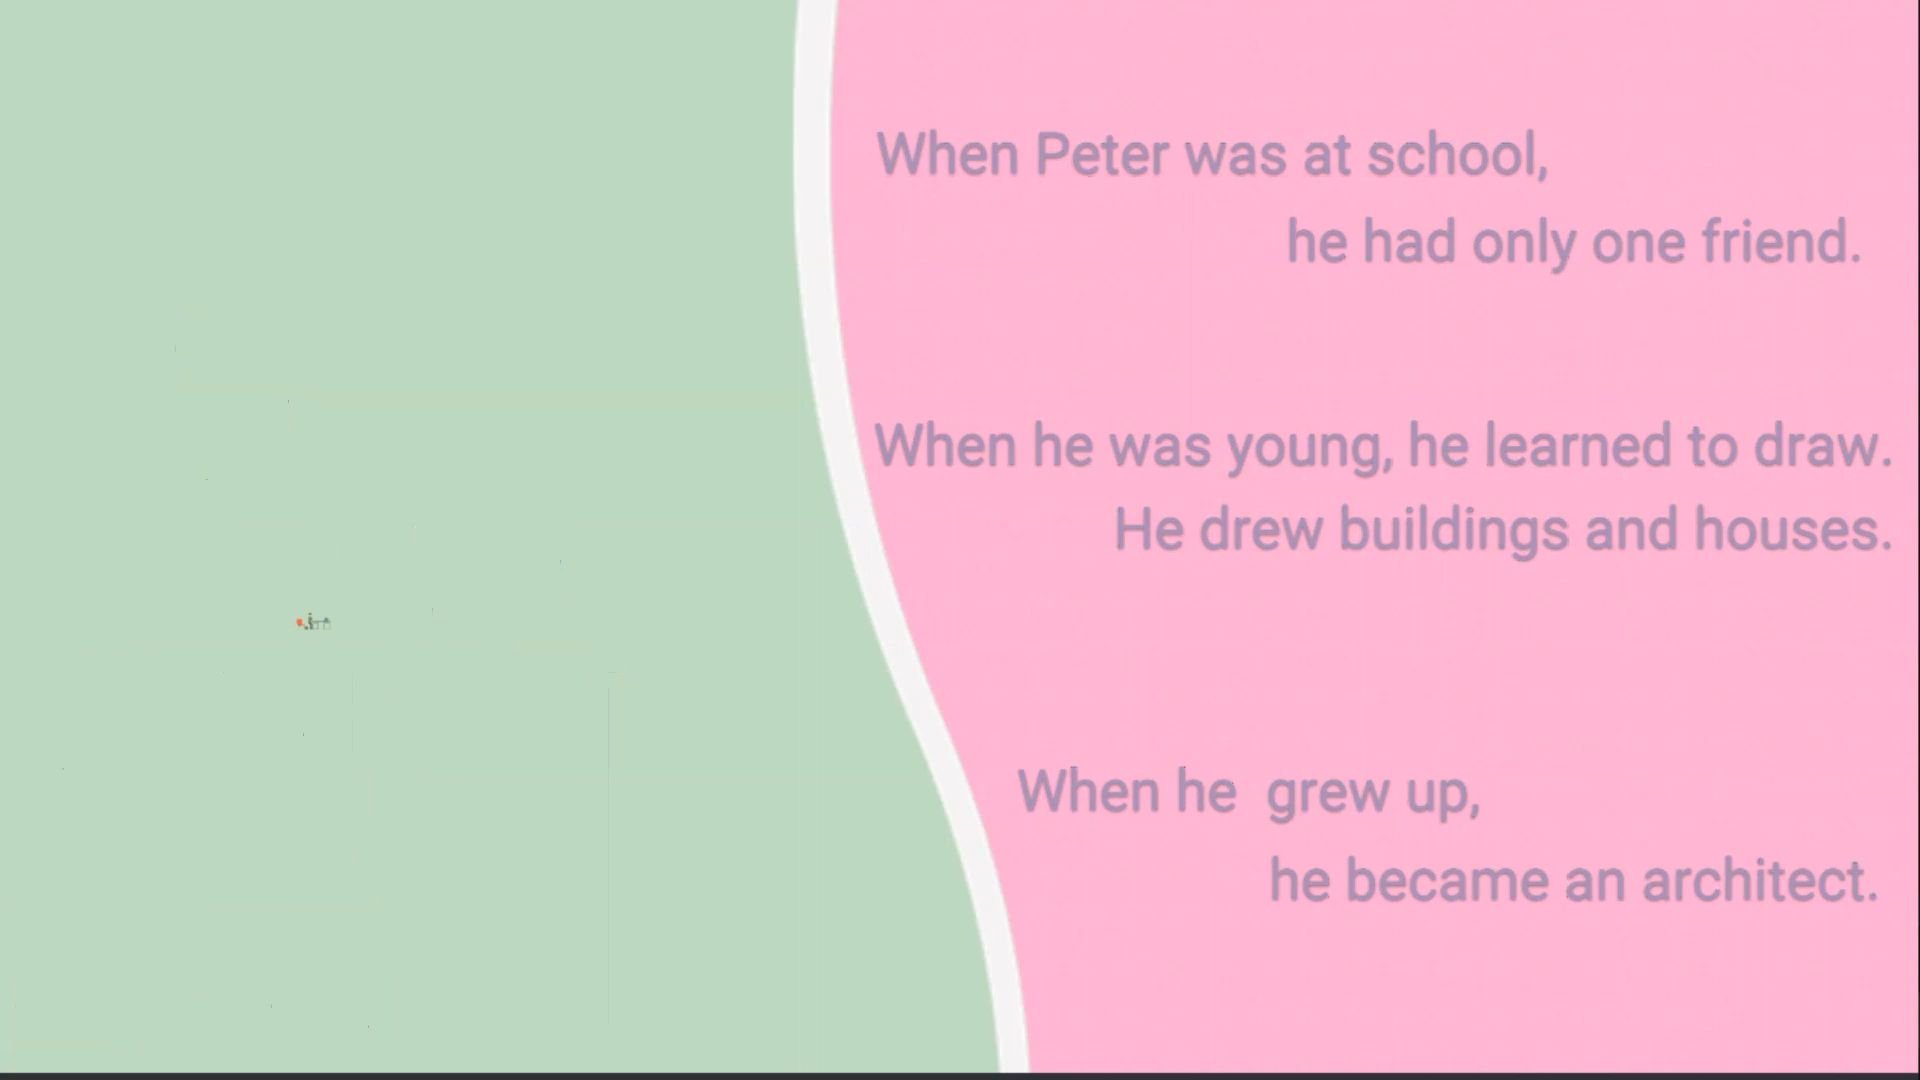 When Peter was at school,
he had only one friend.
When he was young, he learned to draw.
He drew buildings and houses.
When he grew up,
he became an architect.